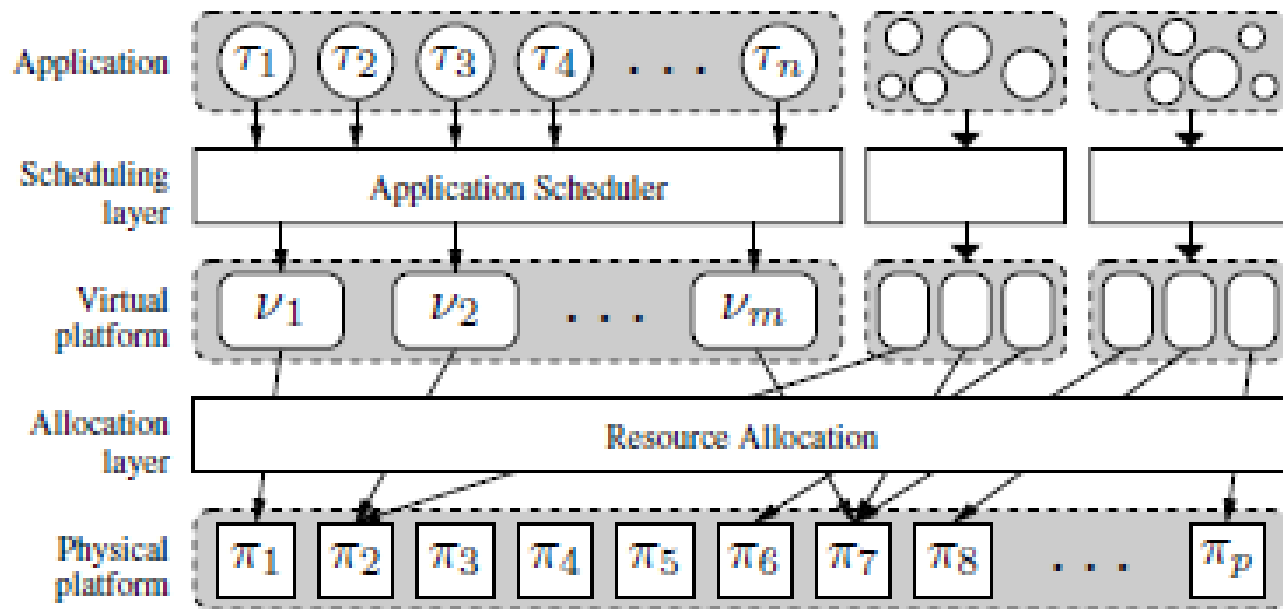 Application τ1 τ2 τ3 τ4 . . . τn
Scheduling
layer
Application Scheduler
Virtual
platform
ν1 ν2 . . . νm
Allocation
layer
Resource Allocation
Physical
platform
π1 π2 π3 π4 π5 π6 π7 π8 . . . πp